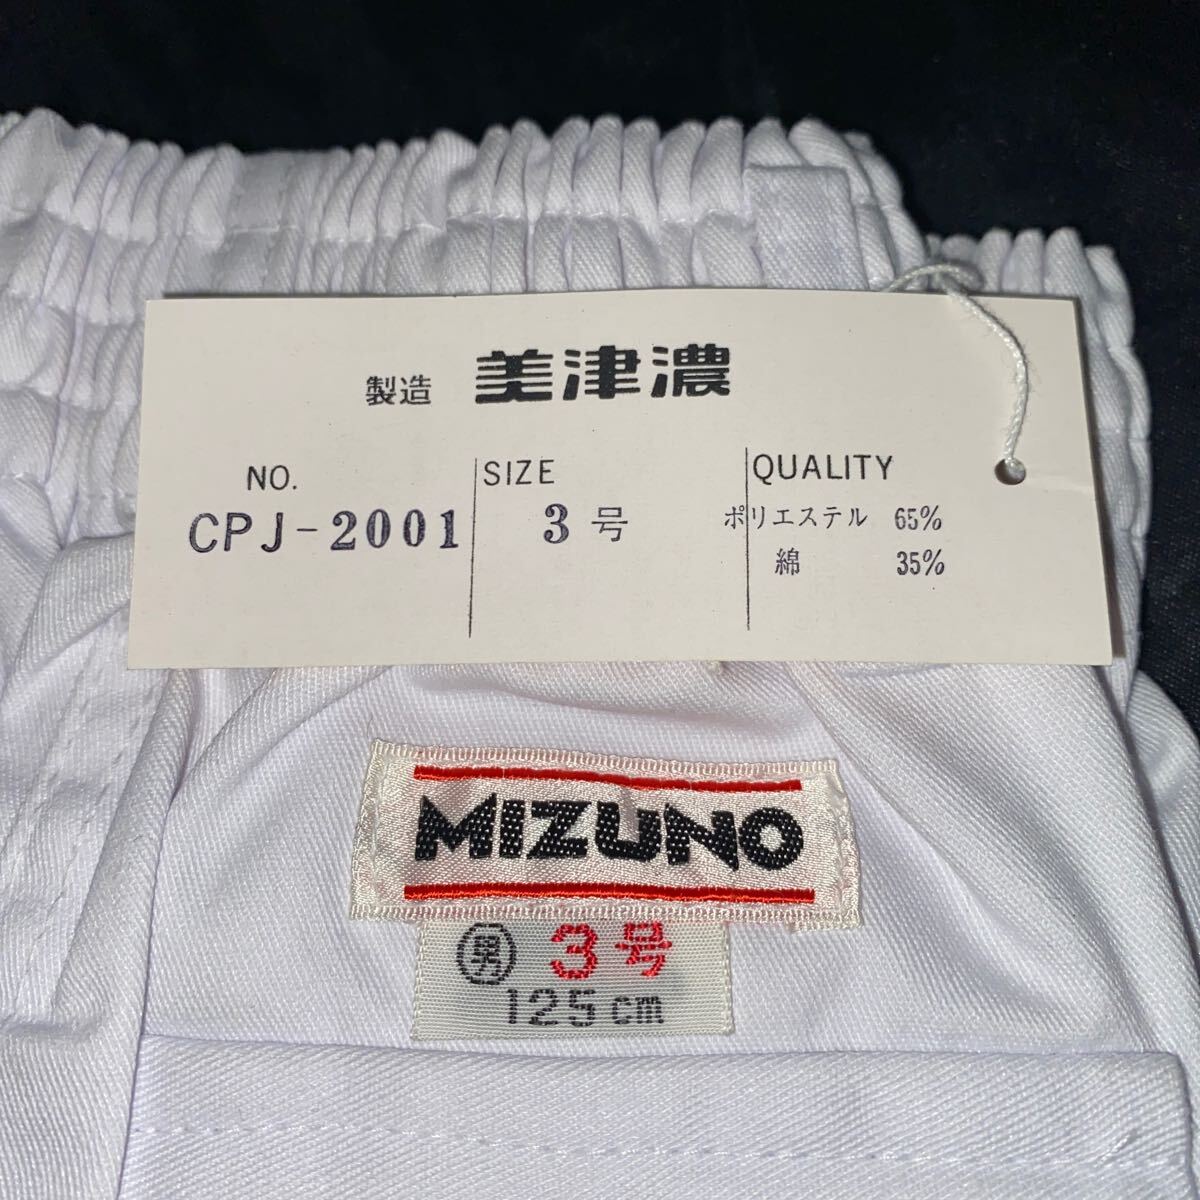 製造 美津濃
NO. SIZE QUALITY
CPJ-2001 3号 ポリエステル 65%
綿 35%
MIZUNO
男 3号
125cm